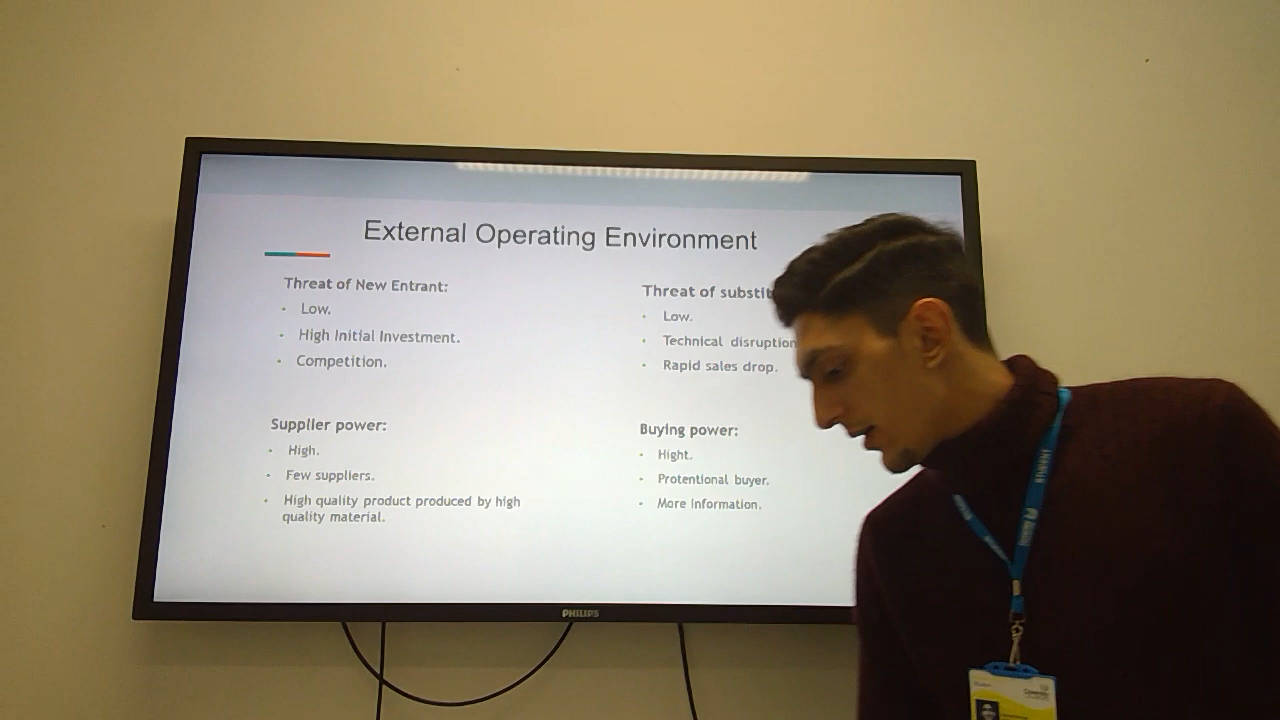 External Operating Environment
Threat of New Entrant:
• Low.
• High Initial Investment.
• Competition.
Threat of substit
• Low.
• Technical disruption
• Rapid sales drop.
Supplier power:
• High.
• Few suppliers.
• High quality product produced by high
quality material.
Buying power:
• Hight.
• Protentional buyer.
• More Information.
PHILIPS
STUDENT